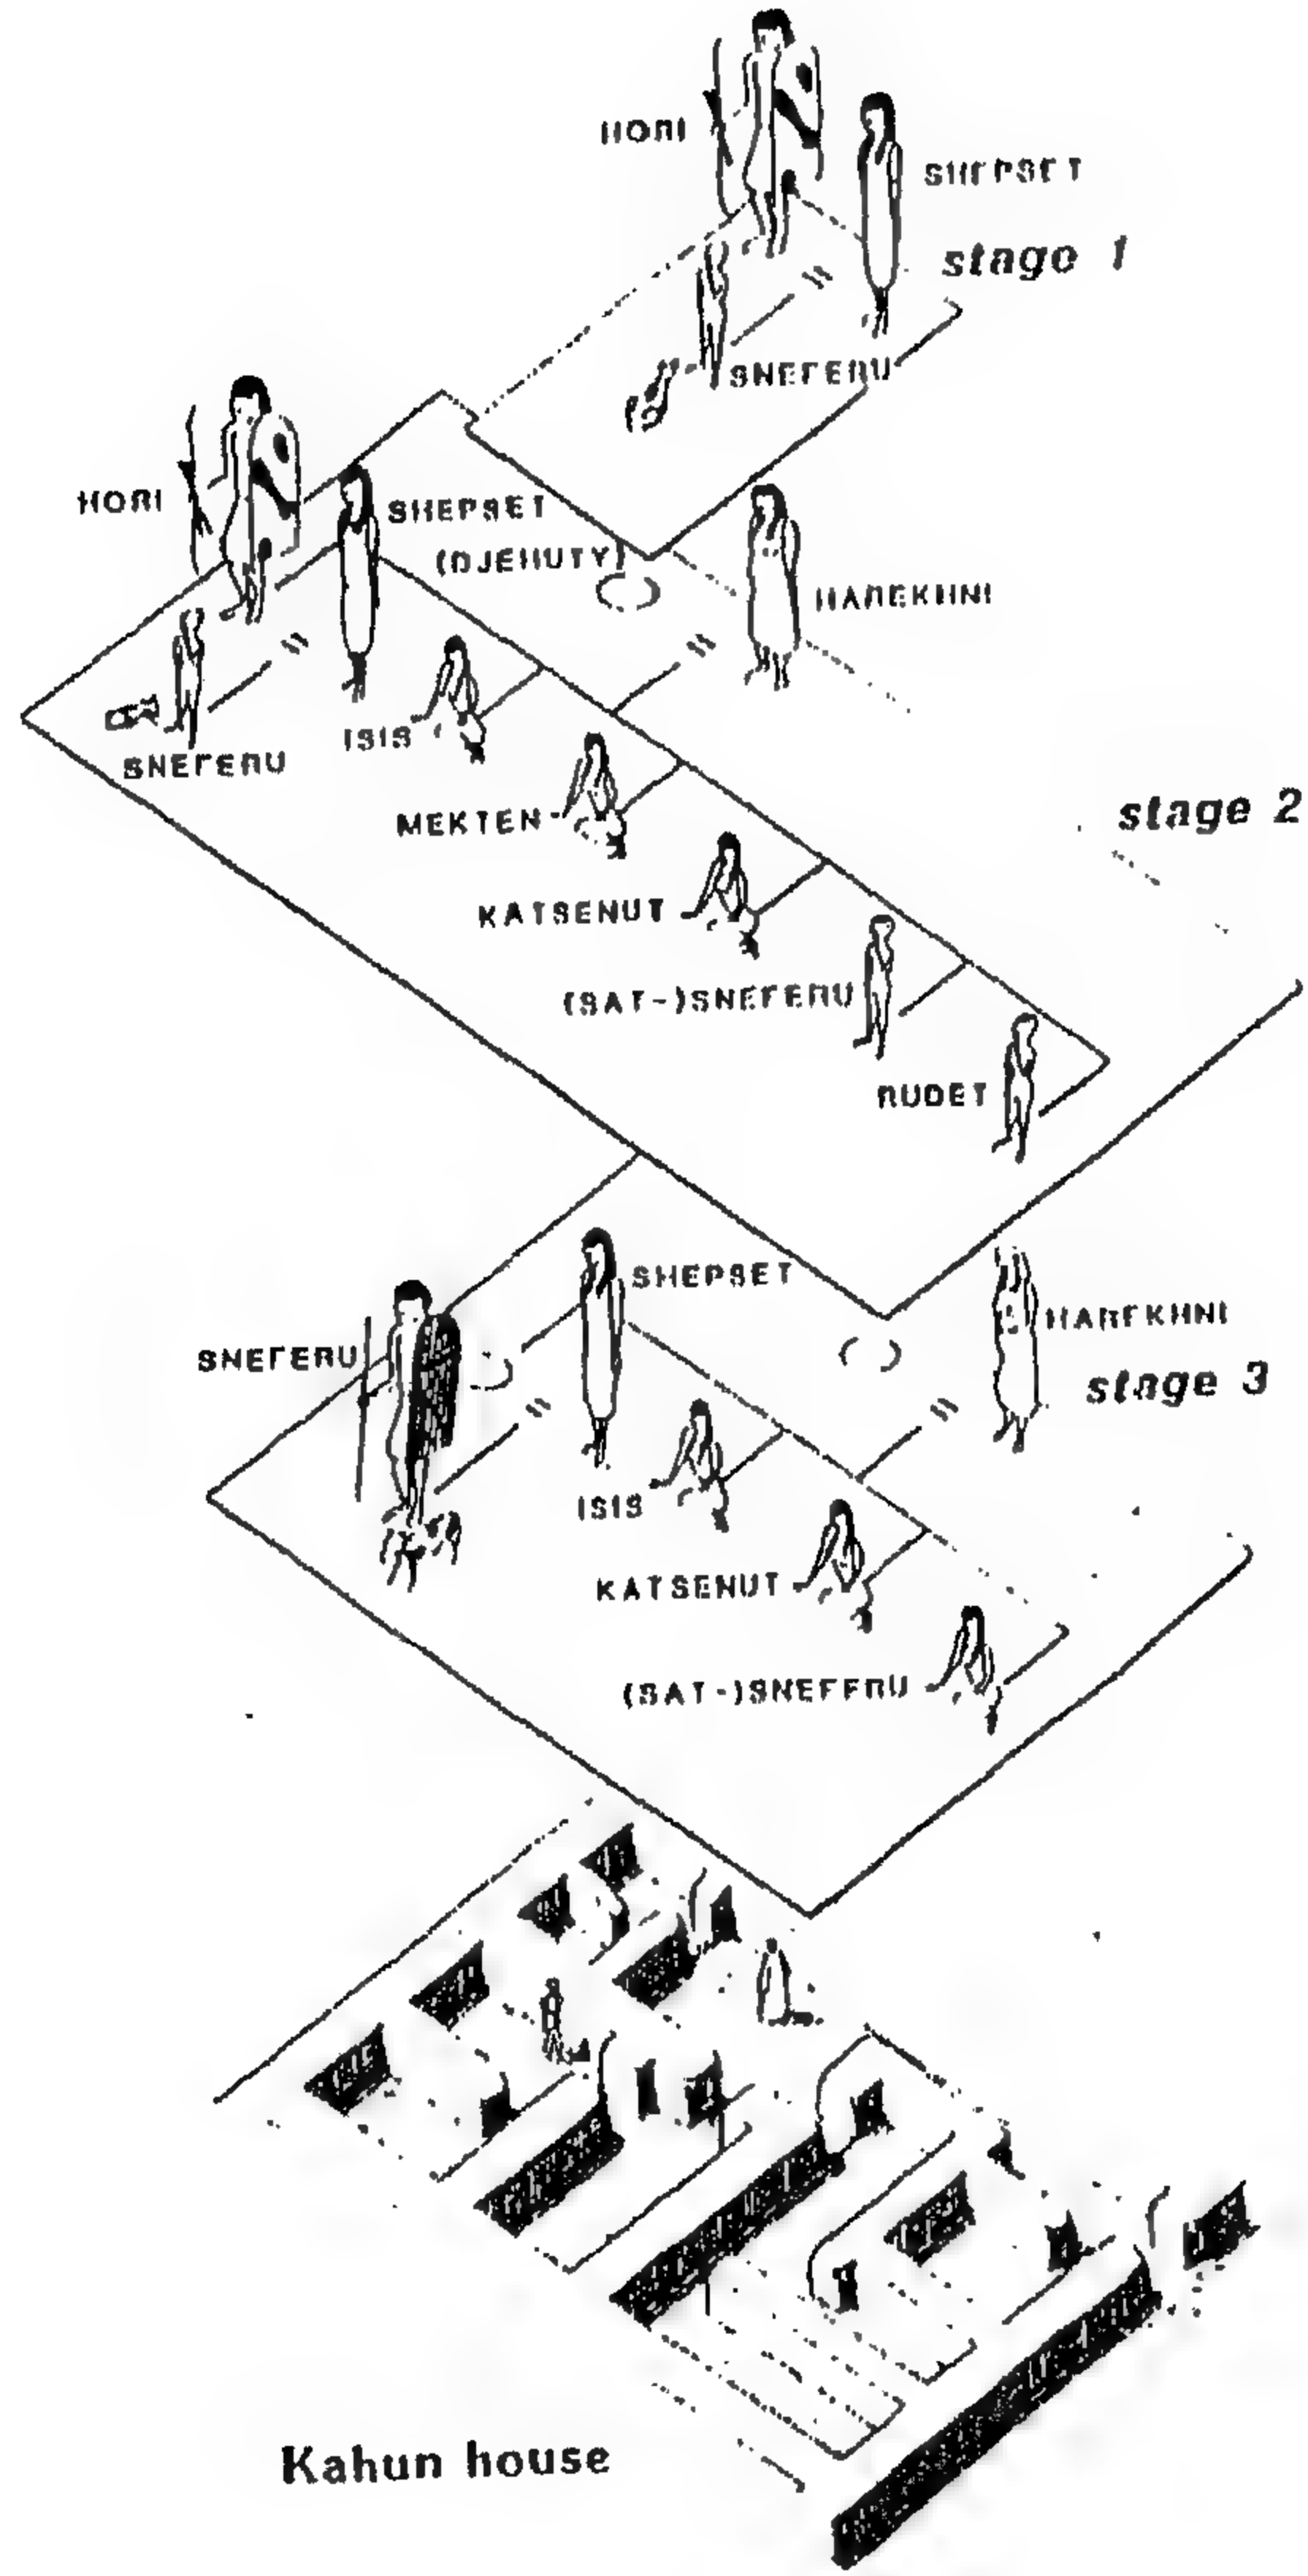 HORI
SHEPSET
stage 1
SNEFERU
HORI
SHEPSET
(DJEHUTY)
HAREKHNI
SNEFERU
ISIS
MEKTEN
stage 2
KATSENUT
(SAT-)SNEFERU
RUDET
SHEPSET
HAREKHNI
SNEFERU
stage 3
ISIS
KATSENUT
(SAT-)SNEFERU
Kahun house